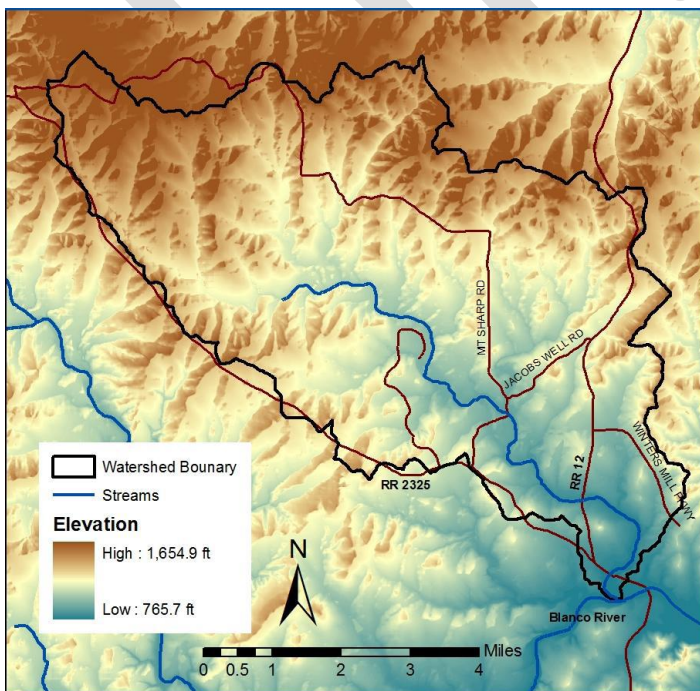 MT SHARP RD
JACOBS WELL RD
WINTERS MILL PKWY
RR 12
RR 2325
Watershed Bounary
Streams
Elevation
High : 1,654.9 ft
Low : 765.7 ft
N
Blanco River
Miles
0 0.5 1 2 3 4